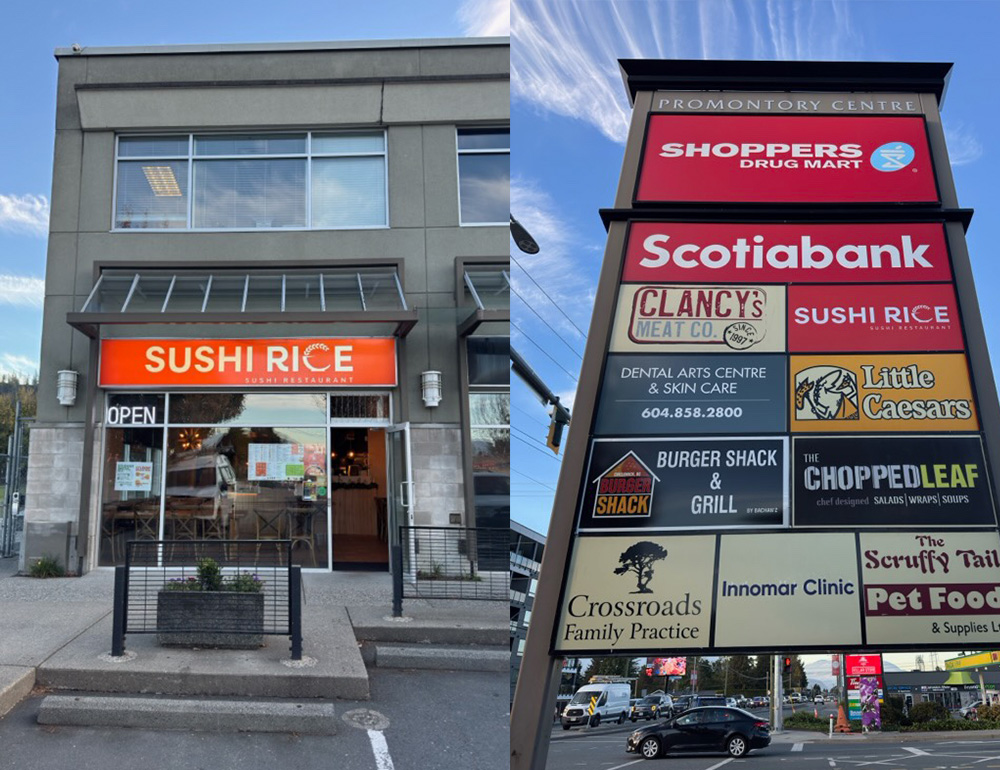 SUSHI RICE
SUSHI RESTAURANT
OPEN
PROMONTORY CENTRE
SHOPPERS
DRUG MART
Scotiabank
CLANCY'S
MEAT CO.
SINCE
1997
SUSHI RICE
SUSHI RESTAURANT
DENTAL ARTS CENTRE
& SKIN CARE
604.858.2800
Little
Caesars
BURGER
SHACK
BURGER SHACK
&
GRILL
THE
CHOPPEDLEAF
chef designed SALADS|WRAPS|SOUPS
Crossroads
Family Practice
Innomar Clinic
The
Scruffy Tail
Pet Food
& Supplies